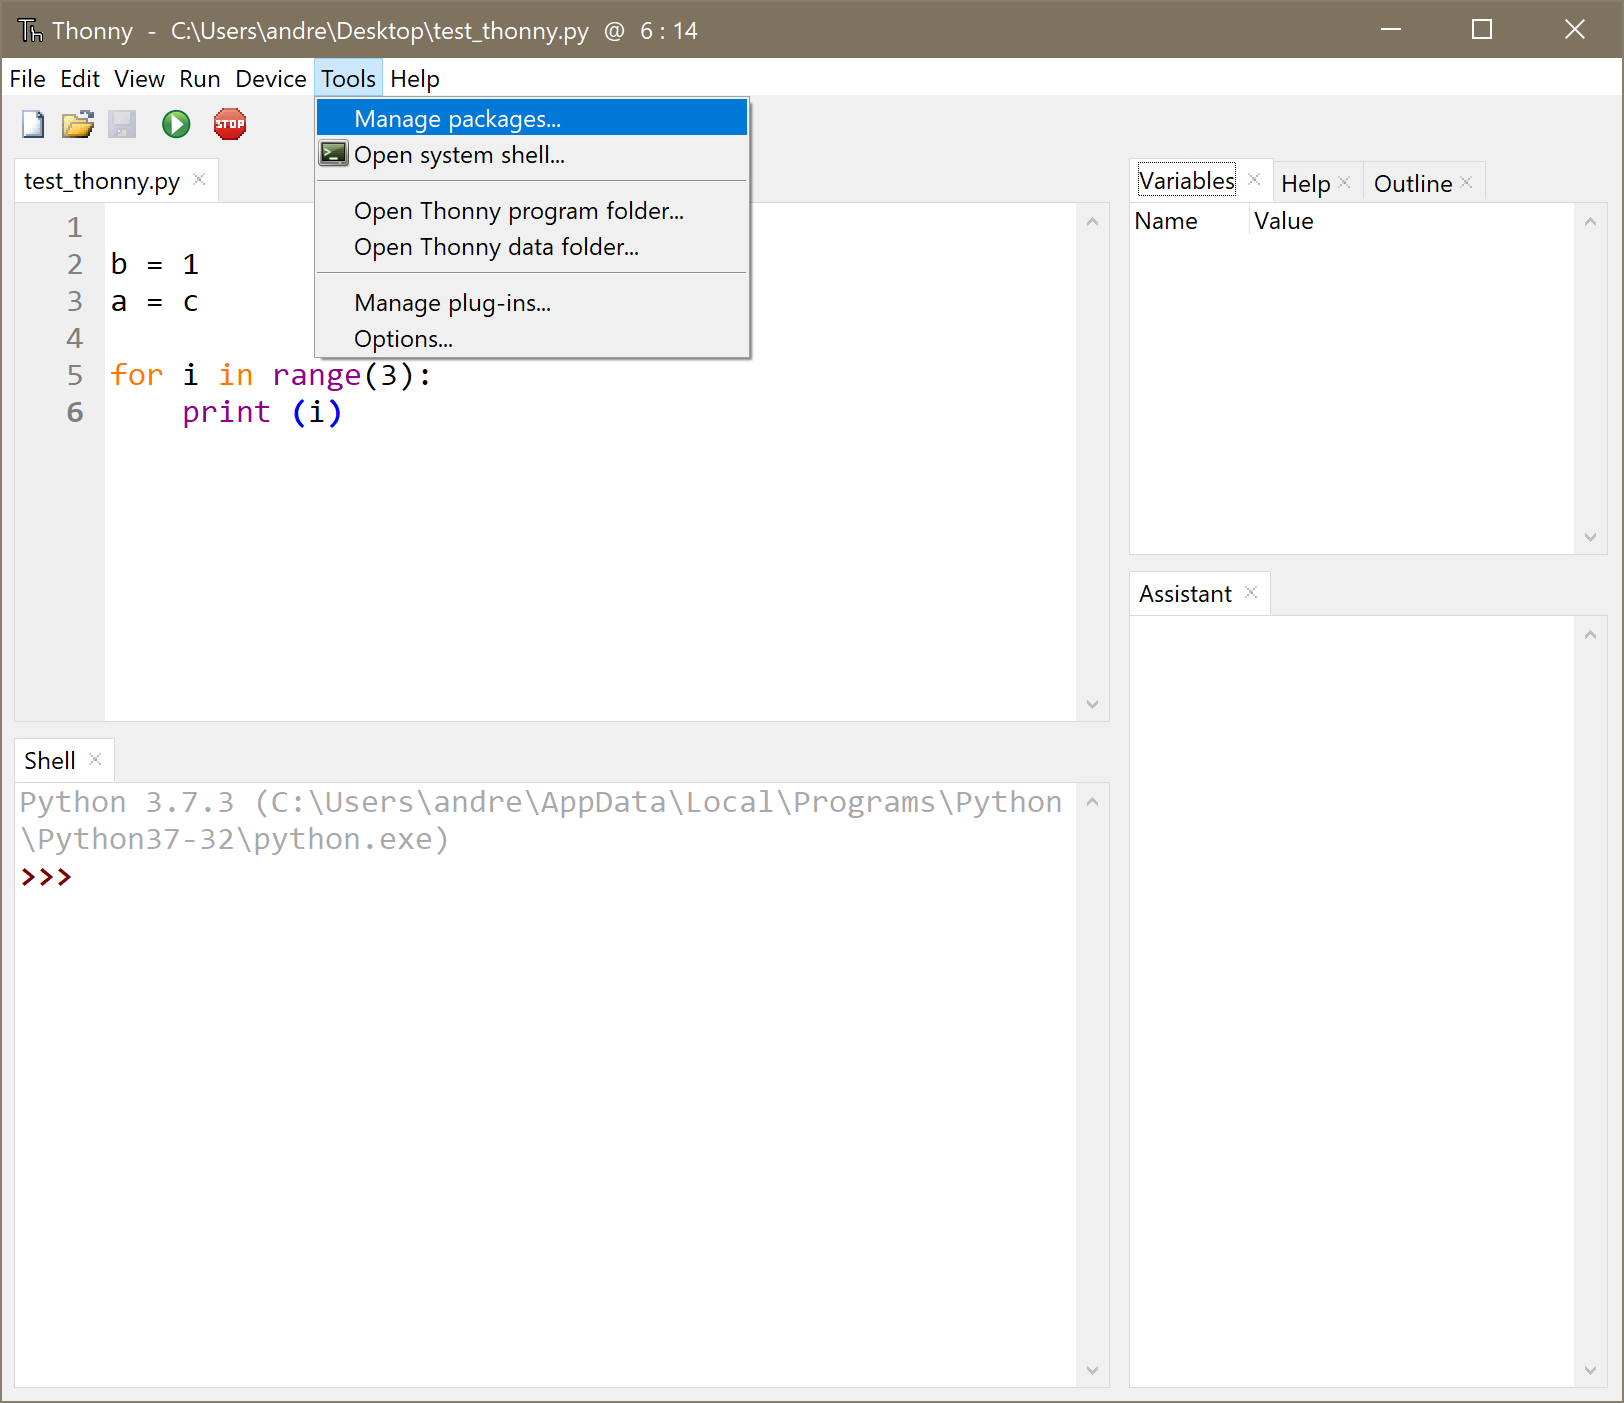 Th Thonny - C:\Users\andre\Desktop\test_thonny.py @ 6 : 14
File Edit View Run Device Tools Help
STOP
Manage packages...
Open system shell...
Open Thonny program folder...
Open Thonny data folder...
Manage plug-ins...
Options...
test_thonny.py
1
2 b = 1
3 a = c
4
5 for i in range(3):
6 print (i)
Variables Help Outline
Name Value
Assistant
Shell
Python 3.7.3 (C:\Users\andre\AppData\Local\Programs\Python
\Python37-32\python.exe)
>>>